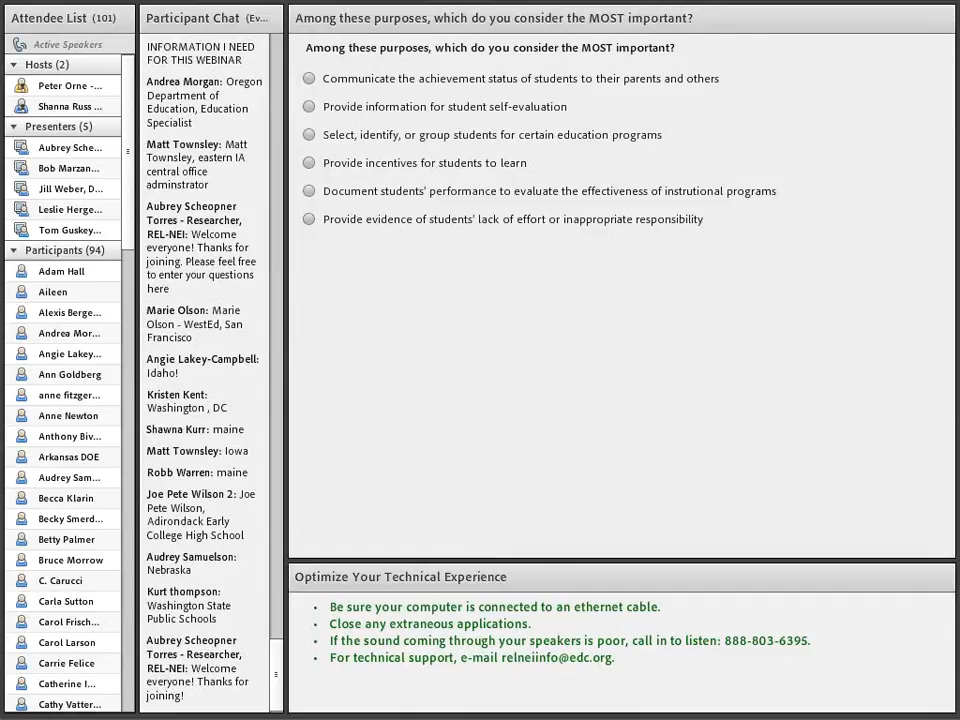 Attendee List (101)
Active Speakers
Hosts (2)
Peter Orne -...
Shanna Russ ...
Presenters (5)
Aubrey Sche...
Bob Marzan...
Jill Weber, D...
Leslie Herge...
Tom Guskey...
Participants (94)
Adam Hall
Aileen
Alexis Berge...
Andrea Mor...
Angie Lakey...
Ann Goldberg
anne fitzger...
Anne Newton
Anthony Biv...
Arkansas DOE
Audrey Sam...
Becca Klarin
Becky Smerd...
Betty Palmer
Bruce Morrow
C. Carucci
Carla Sutton
Carol Frisch...
Carol Larson
Carrie Felice
Catherine I...
Cathy Vatter...
Participant Chat (Ev...
INFORMATION I NEED
FOR THIS WEBINAR
Andrea Morgan: Oregon
Department of
Education, Education
Specialist
Matt Townsley: Matt
Townsley, eastern IA
central office
adminstrator
Aubrey Scheopner
Torres - Researcher,
REL-NEI: Welcome
everyone! Thanks for
joining. Please feel free
to enter your questions
here
Marie Olson: Marie
Olson - WestEd, San
Francisco
Angie Lakey-Campbell:
Idaho!
Kristen Kent:
Washington , DC
Shawna Kurr: maine
Matt Townsley: Iowa
Robb Warren: maine
Joe Pete Wilson 2: Joe
Pete Wilson,
Adirondack Early
College High School
Audrey Samuelson:
Nebraska
Kurt thompson:
Washington State
Public Schools
Aubrey Scheopner
Torres - Researcher,
REL-NEI: Welcome
everyone! Thanks for
joining!
Among these purposes, which do you consider the MOST important?
Among these purposes, which do you consider the MOST important?
Communicate the achievement status of students to their parents and others
Provide information for student self-evaluation
Select, identify, or group students for certain education programs
Provide incentives for students to learn
Document students' performance to evaluate the effectiveness of instrutional programs
Provide evidence of students' lack of effort or inappropriate responsibility
Optimize Your Technical Experience
• Be sure your computer is connected to an ethernet cable.
• Close any extraneous applications.
• If the sound coming through your speakers is poor, call in to listen: 888-803-6395.
• For technical support, e-mail relneiinfo@edc.org.